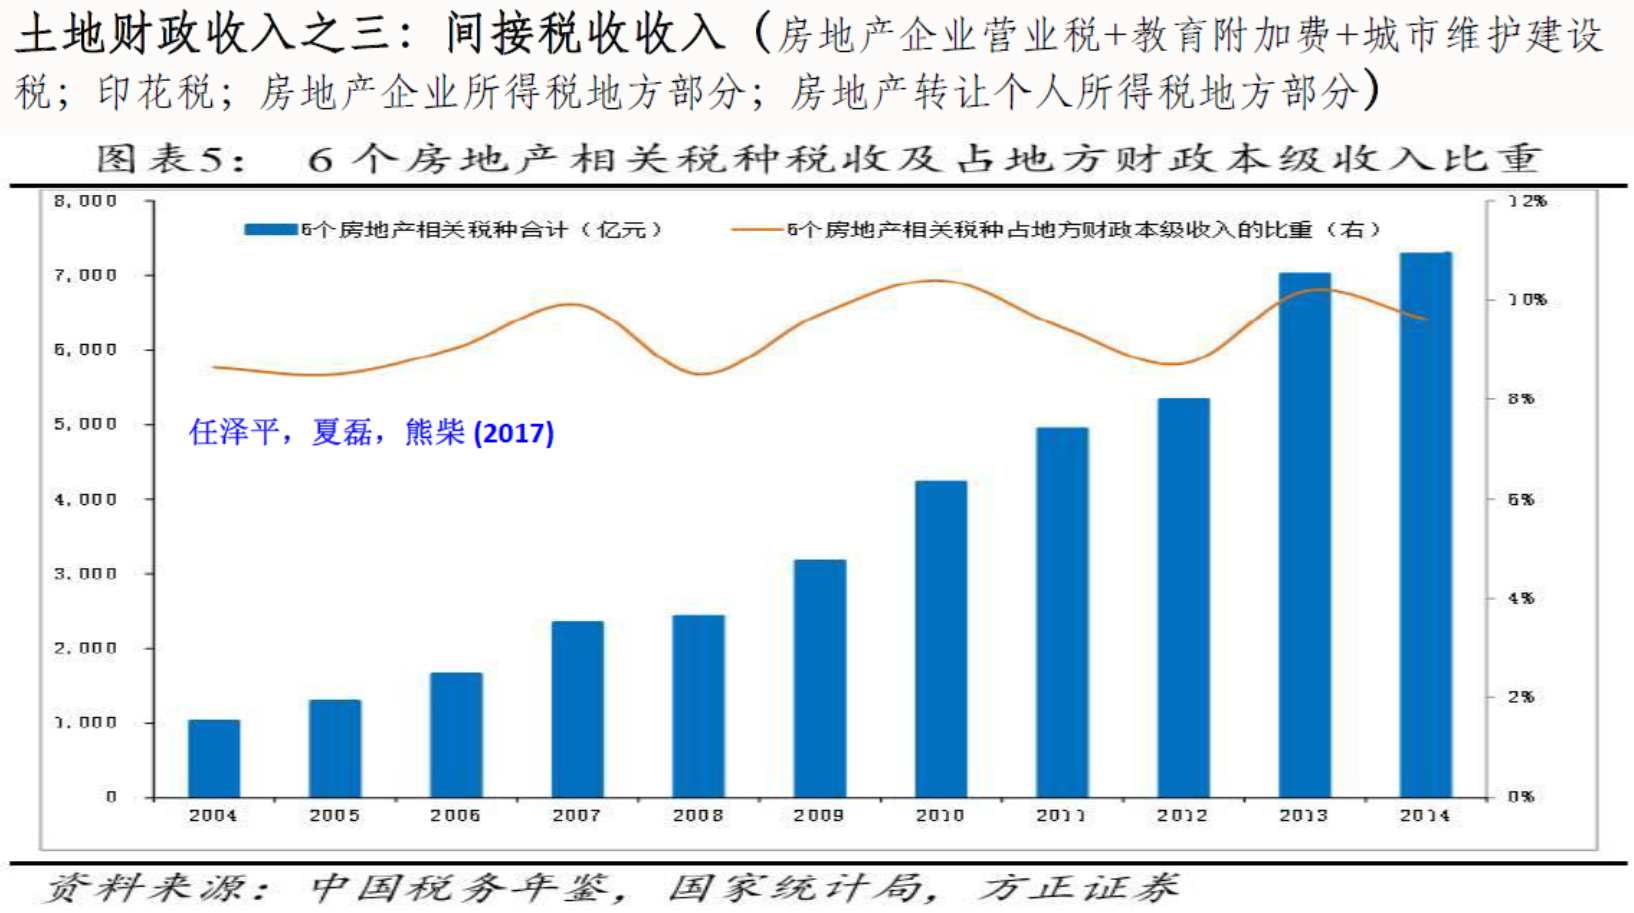 土地财政收入之三：间接税收收入（房地产企业营业税+教育附加费+城市维护建设
税；印花税；房地产企业所得税地方部分；房地产转让个人所得税地方部分）
图表5： 6个房地产相关税种税收及占地方财政本级收入比重
6个房地产相关税种合计（亿元）
6个房地产相关税种占地方财政本级收入的比重（右）
8,000
7,000
6,000
5,000
4,000
3,000
2,000
1,000
0
12%
10%
8%
6%
4%
2%
0%
任泽平，夏磊，熊柴 (2017)
2004 2005 2006 2007 2008 2009 2010 2011 2012 2013 2014
资料来源：中国税务年鉴，国家统计局，方正证券